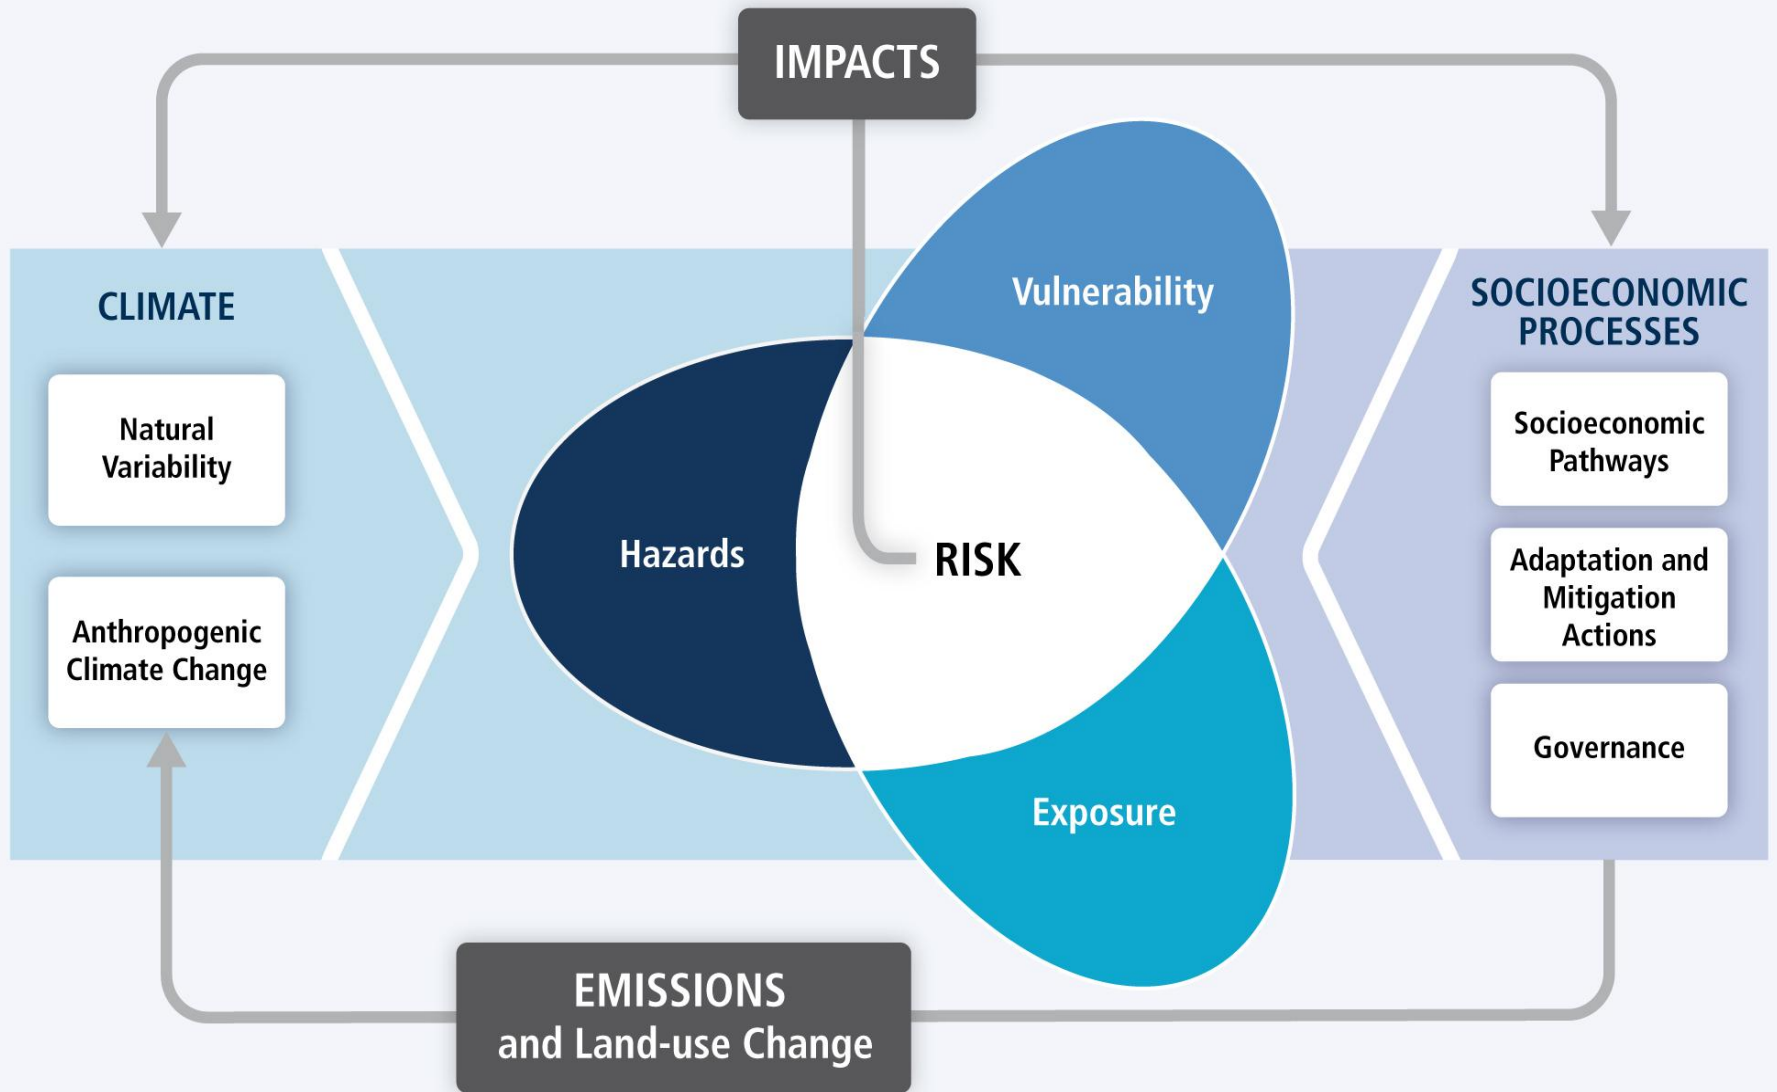 IMPACTS
CLIMATE
Natural
Variability
Anthropogenic
Climate Change
Vulnerability
Hazards
RISK
Exposure
SOCIOECONOMIC
PROCESSES
Socioeconomic
Pathways
Adaptation and
Mitigation
Actions
Governance
EMISSIONS
and Land-use Change